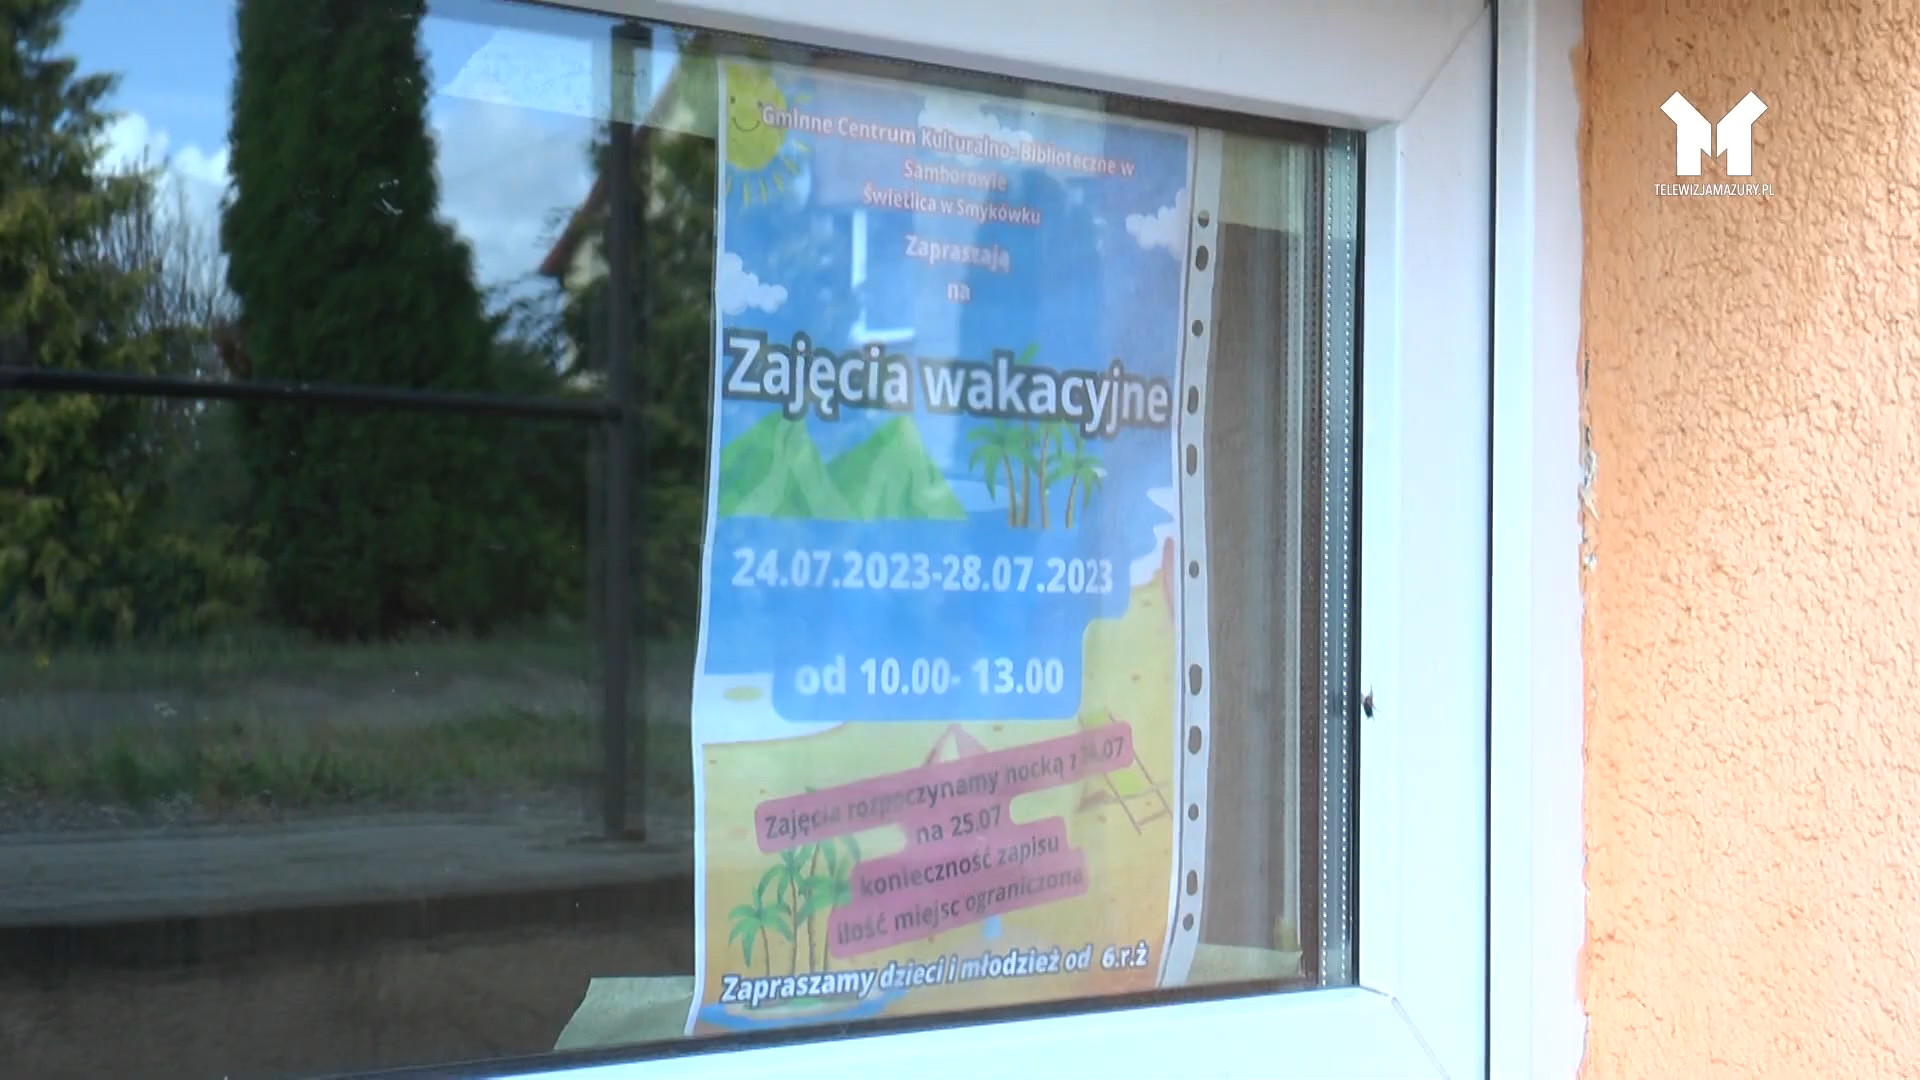 Gminne Centrum Kulturalno- Biblioteczne w
Samborowie
Świetlica w Smykówku
Zapraszają
na
Zajęcia wakacyjne
24.07.2023-28.07.2023
od 10.00- 13.00
Zajęcia rozpoczynamy nocką z 24.07
na 25.07
konieczność zapisu
ilość miejsc ograniczona
Zapraszamy dzieci i młodzież od 6.r.ż
M
TELEWIZJAMAZURY.PL